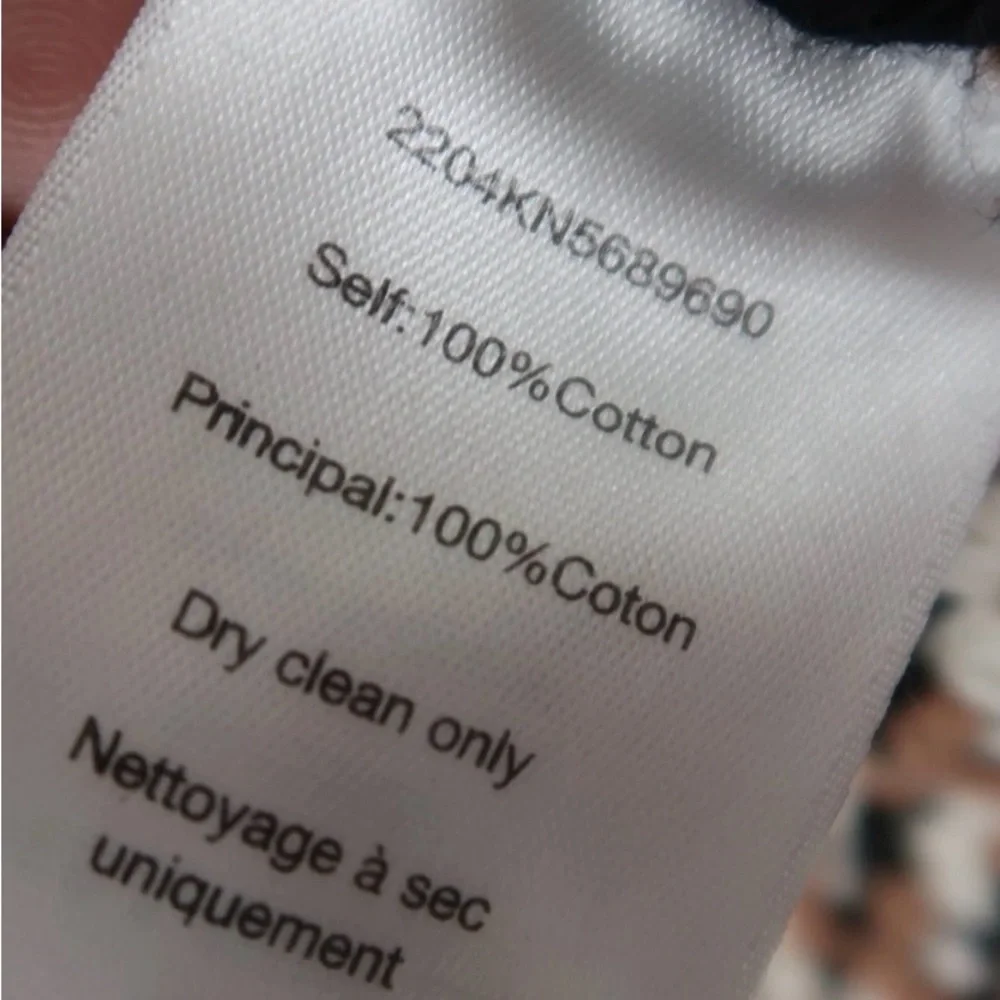 2204KN5689690
Self:100%Cotton
Principal:100%Coton
Dry clean only
Nettoyage à sec
uniquement